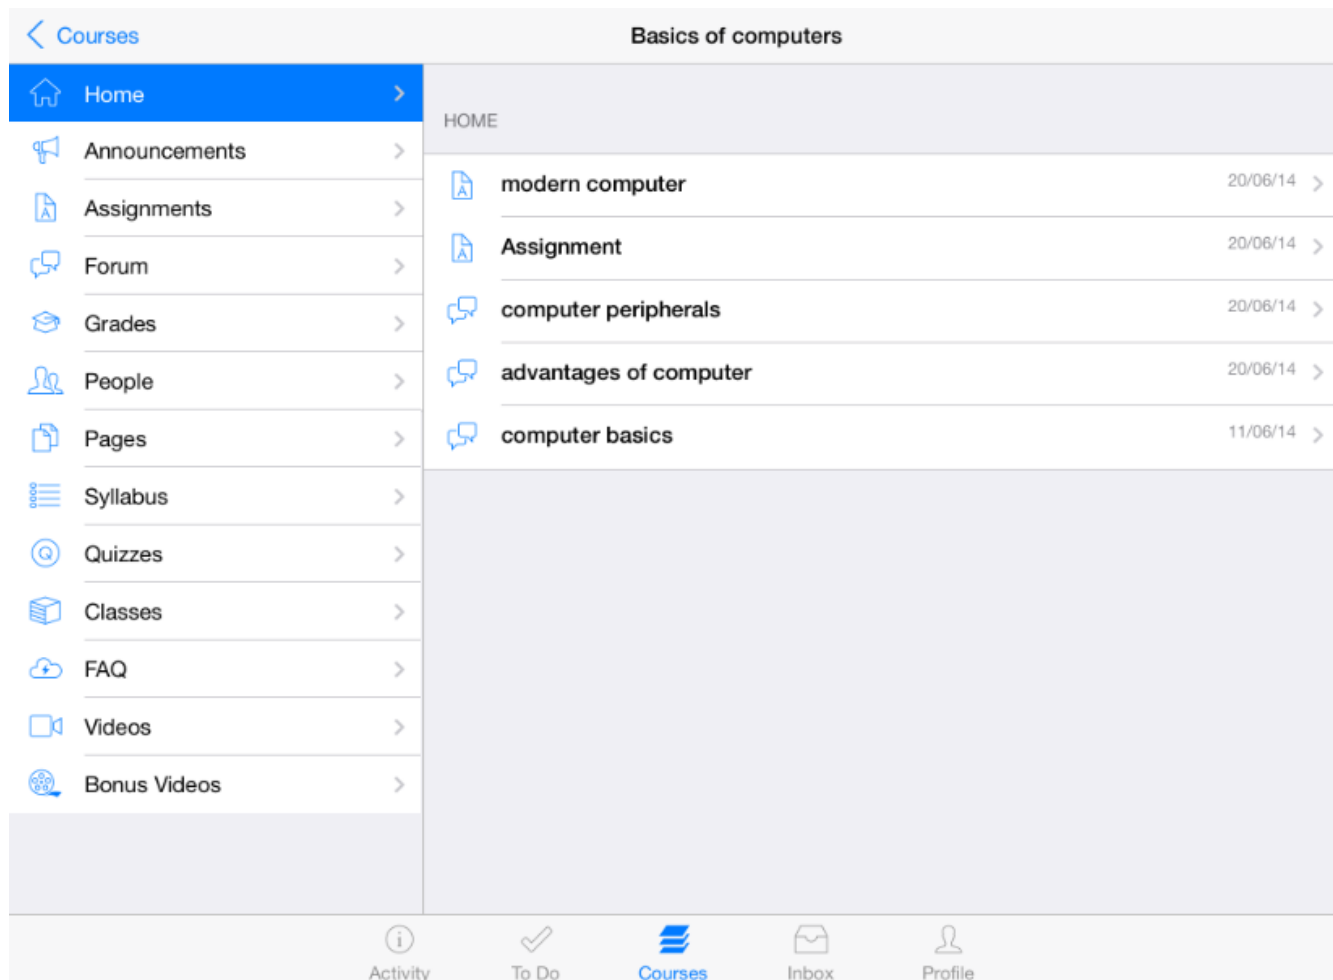 Courses
Basics of computers
Home
Announcements
Assignments
Forum
Grades
People
Pages
Syllabus
Quizzes
Classes
FAQ
Videos
Bonus Videos
HOME
modern computer 20/06/14
Assignment 20/06/14
computer peripherals 20/06/14
advantages of computer 20/06/14
computer basics 11/06/14
Activity To Do Courses Inbox Profile